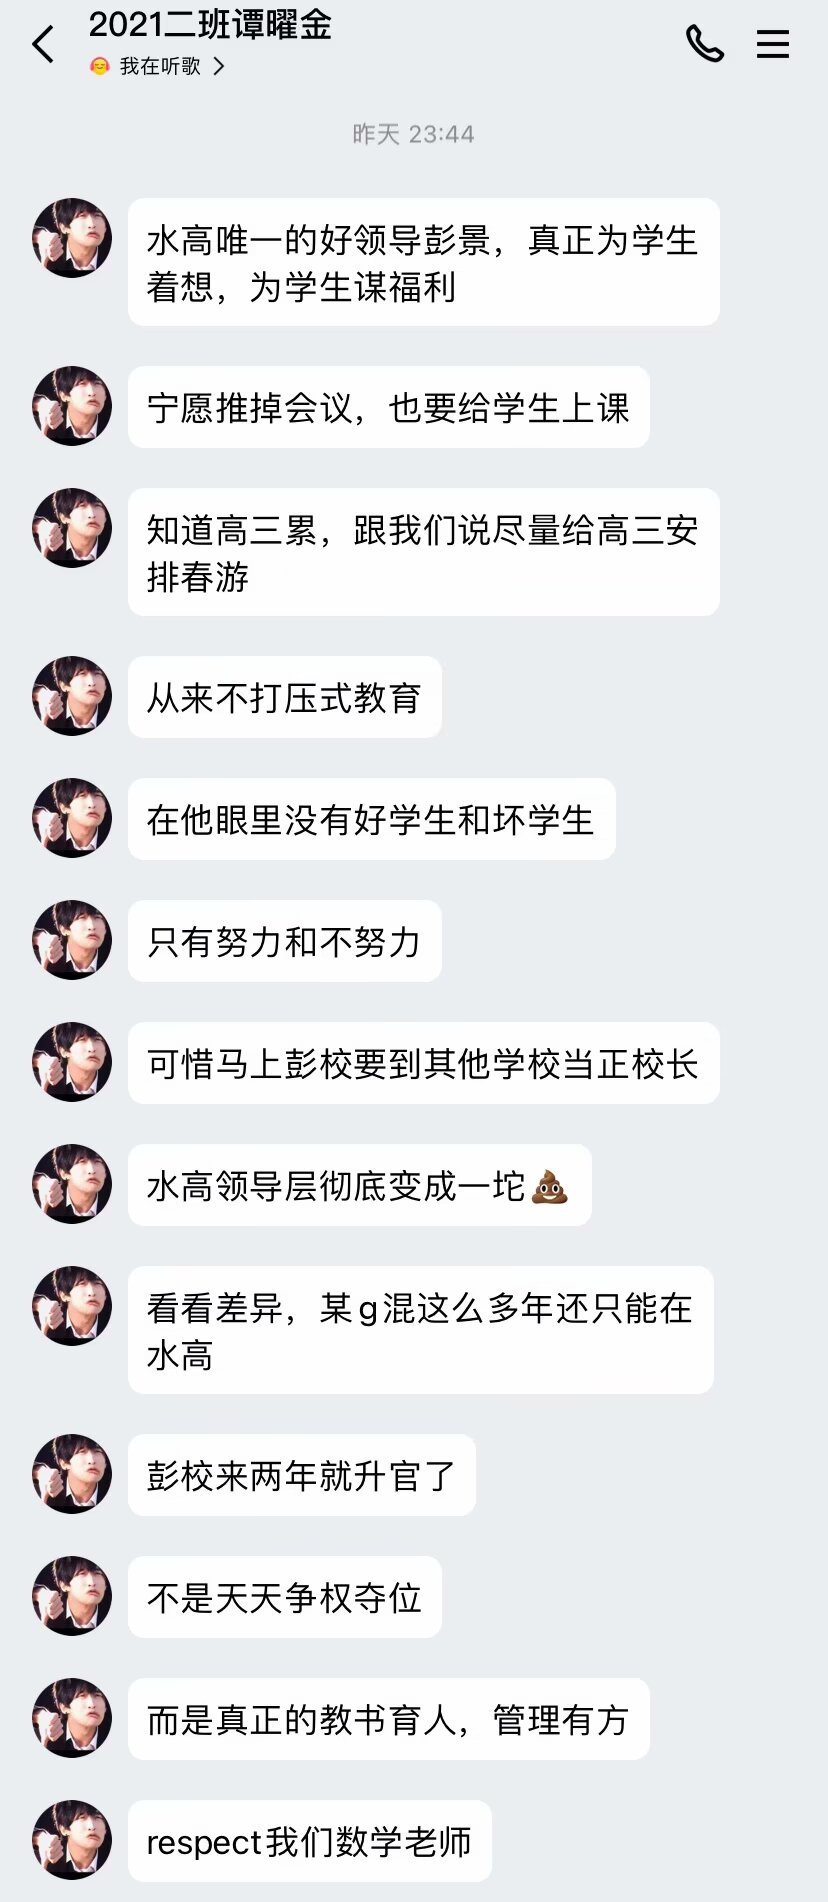 2021二班谭曜金
我在听歌
昨天 23:44
水高唯一的好领导彭景，真正为学生
着想，为学生谋福利
宁愿推掉会议，也要给学生上课
知道高三累，跟我们说尽量给高三安
排春游
从来不打压式教育
在他眼里没有好学生和坏学生
只有努力和不努力
可惜马上彭校要到其他学校当正校长
水高领导层彻底变成一坨💩
看看差异，某g混这么多年还只能在
水高
彭校来两年就升官了
不是天天争权夺位
而是真正的教书育人，管理有方
respect我们数学老师